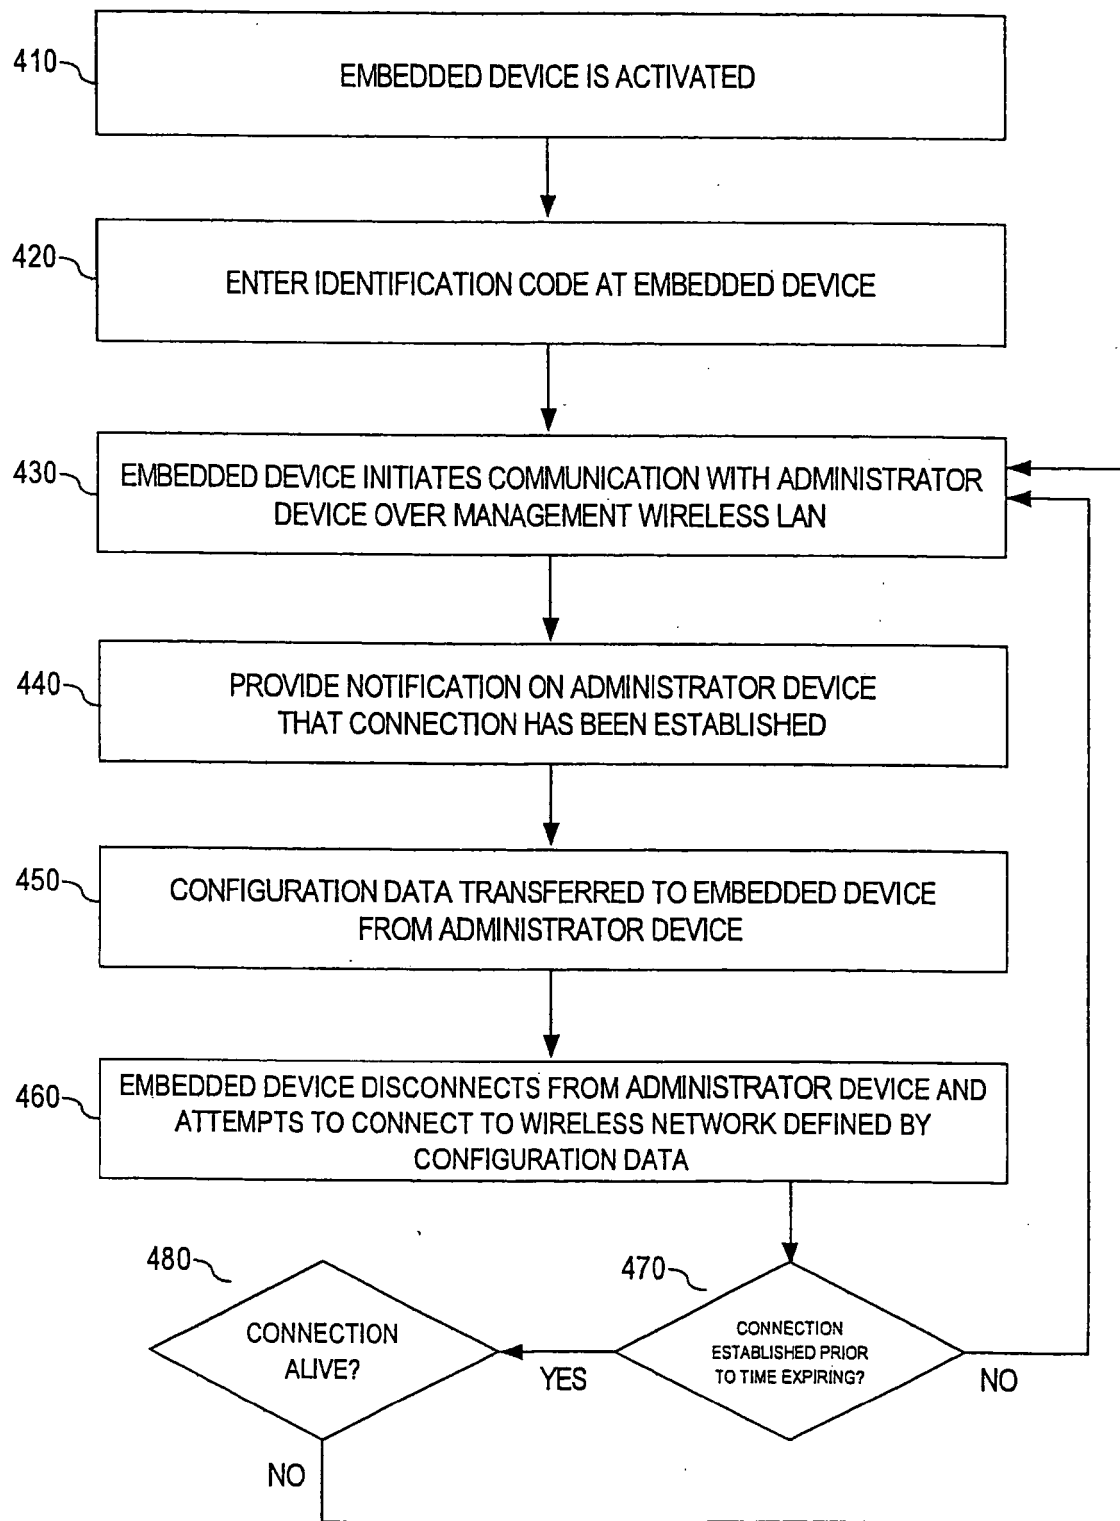 410
EMBEDDED DEVICE IS ACTIVATED
420
ENTER IDENTIFICATION CODE AT EMBEDDED DEVICE
430
EMBEDDED DEVICE INITIATES COMMUNICATION WITH ADMINISTRATOR
DEVICE OVER MANAGEMENT WIRELESS LAN
440
PROVIDE NOTIFICATION ON ADMINISTRATOR DEVICE
THAT CONNECTION HAS BEEN ESTABLISHED
450
CONFIGURATION DATA TRANSFERRED TO EMBEDDED DEVICE
FROM ADMINISTRATOR DEVICE
460
EMBEDDED DEVICE DISCONNECTS FROM ADMINISTRATOR DEVICE AND
ATTEMPTS TO CONNECT TO WIRELESS NETWORK DEFINED BY
CONFIGURATION DATA
480
CONNECTION
ALIVE?
470
CONNECTION
ESTABLISHED PRIOR
TO TIME EXPIRING?
YES
NO
NO